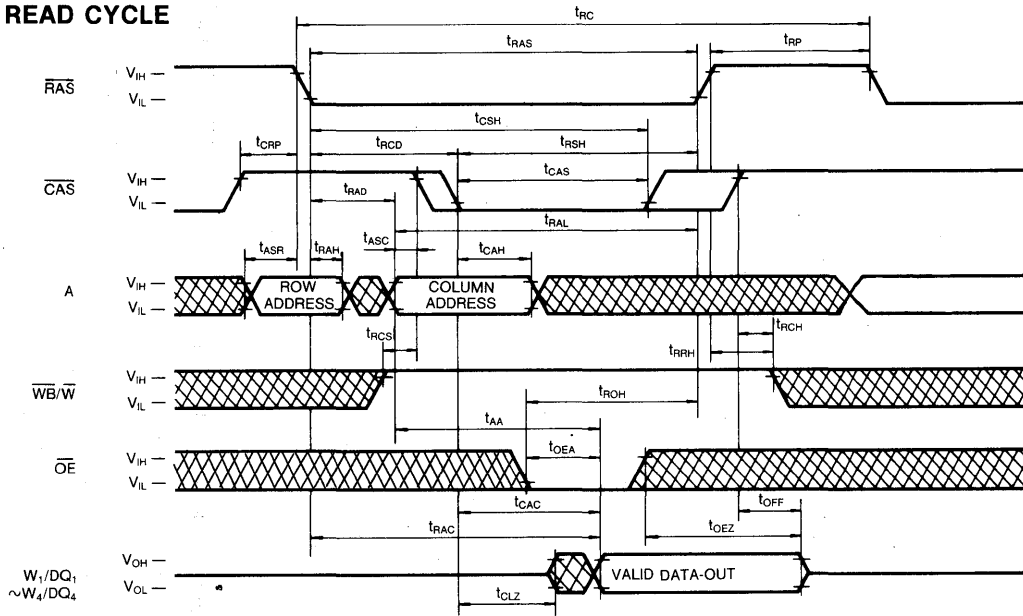 READ CYCLE
tRC
tRAS
tRP
RAS
VIH
VIL
tCSH
tCRP
tRCD
tRSH
CAS
VIH
VIL
tCAS
tRAD
tRAL
tASR
tRAH
tASC
tCAH
A
VIH
VIL
ROW ADDRESS
COLUMN ADDRESS
tRCS
tRCH
tRRH
WB/W
VIH
VIL
tROH
tAA
tOEA
OE
VIH
VIL
tCAC
tOFF
tRAC
tOEZ
W1/DQ1
~W4/DQ4
VOH
VOL
VALID DATA-OUT
tCLZ